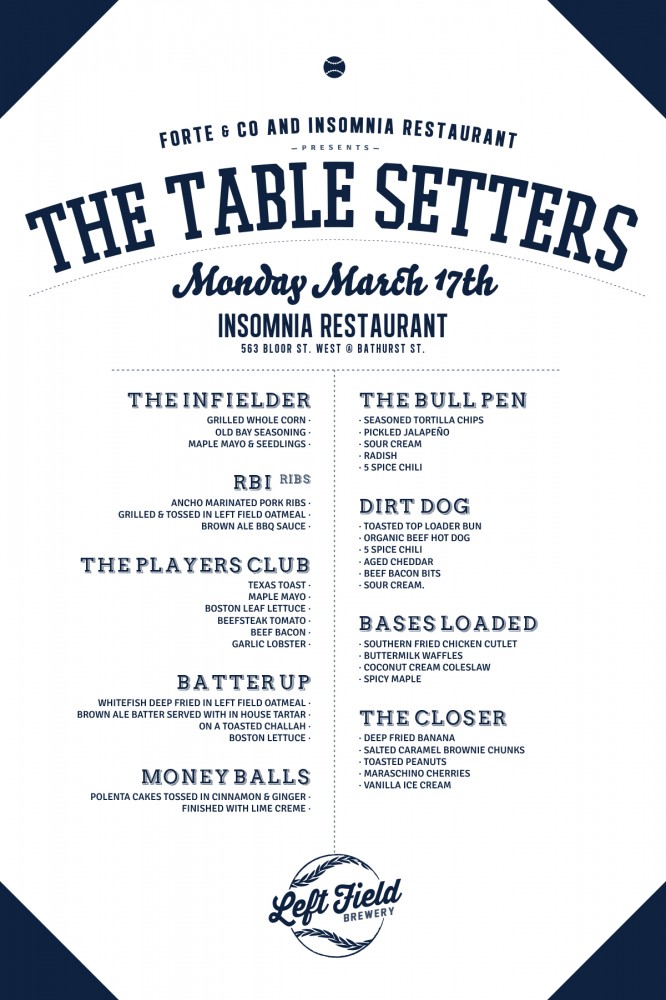 FORTE & CO AND INSOMNIA RESTAURANT
—PRESENTS—
THE TABLE SETTERS
Monday March 17th
INSOMNIA RESTAURANT
563 BLOOR ST. WEST @ BATHURST ST.
THE INFIELDER
GRILLED WHOLE CORN ·
OLD BAY SEASONING ·
MAPLE MAYO & SEEDLINGS ·
RBI RIBS
ANCHO MARINATED PORK RIBS ·
GRILLED & TOSSED IN LEFT FIELD OATMEAL ·
BROWN ALE BBQ SAUCE ·
THE PLAYERS CLUB
TEXAS TOAST ·
MAPLE MAYO ·
BOSTON LEAF LETTUCE ·
BEEFSTEAK TOMATO ·
BEEF BACON ·
GARLIC LOBSTER ·
BATTER UP
WHITEFISH DEEP FRIED IN LEFT FIELD OATMEAL ·
BROWN ALE BATTER SERVED WITH IN HOUSE TARTAR ·
ON A TOASTED CHALLAH ·
BOSTON LETTUCE ·
MONEY BALLS
POLENTA CAKES TOSSED IN CINNAMON & GINGER ·
FINISHED WITH LIME CREME ·
THE BULL PEN
· SEASONED TORTILLA CHIPS
· PICKLED JALAPEÑO
· SOUR CREAM
· RADISH
· 5 SPICE CHILI
DIRT DOG
· TOASTED TOP LOADER BUN
· ORGANIC BEEF HOT DOG
· 5 SPICE CHILI
· AGED CHEDDAR
· BEEF BACON BITS
· SOUR CREAM.
BASES LOADED
· SOUTHERN FRIED CHICKEN CUTLET
· BUTTERMILK WAFFLES
· COCONUT CREAM COLESLAW
· SPICY MAPLE
THE CLOSER
· DEEP FRIED BANANA
· SALTED CARAMEL BROWNIE CHUNKS
· TOASTED PEANUTS
· MARASCHINO CHERRIES
· VANILLA ICE CREAM
Left Field
BREWERY